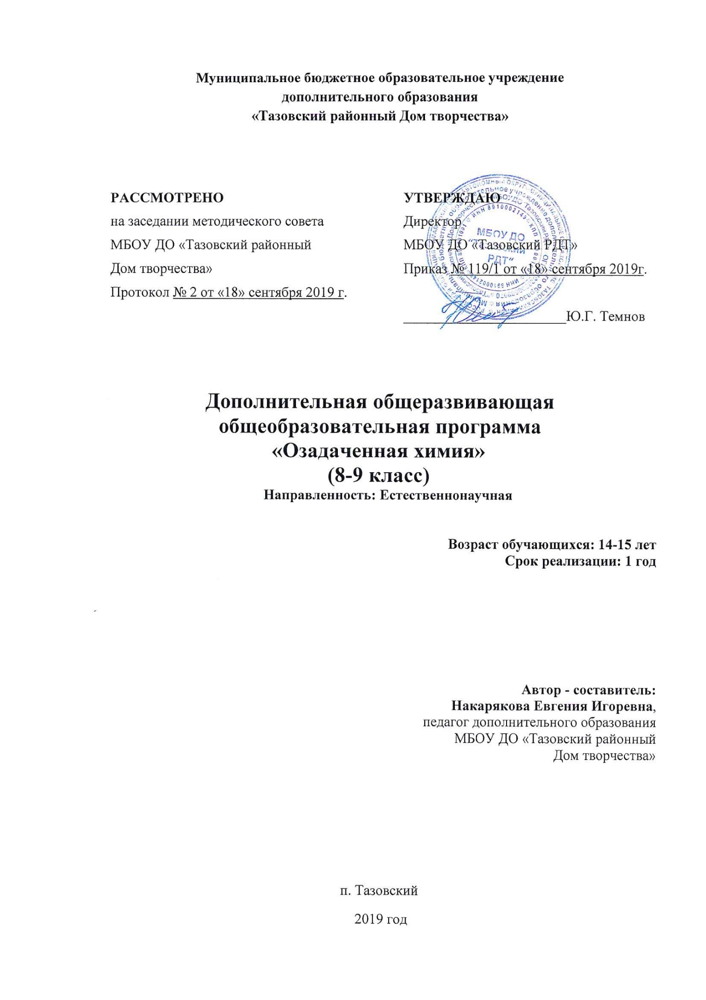 Муниципальное бюджетное образовательное учреждение
дополнительного образования
«Тазовский районный Дом творчества»
РАССМОТРЕНО
на заседании методического совета
МБОУ ДО «Тазовский районный
Дом творчества»
Протокол № 2 от «18» сентября 2019 г.
УТВЕРЖДАЮ
Директор
МБОУ ДО «Тазовский РДТ»
Приказ № 119/1 от «18» сентября 2019г.
Ю.Г. Темнов
МБОУ ДО
“Тазовский
РДТ“
ИНН 8910002149
Дополнительная общеразвивающая
общеобразовательная программа
«Озадаченная химия»
(8-9 класс)
Направленность: Естественнонаучная
Возраст обучающихся: 14-15 лет
Срок реализации: 1 год
Автор - составитель:
Накарякова Евгения Игоревна,
педагог дополнительного образования
МБОУ ДО «Тазовский районный
Дом творчества»
п. Тазовский
2019 год